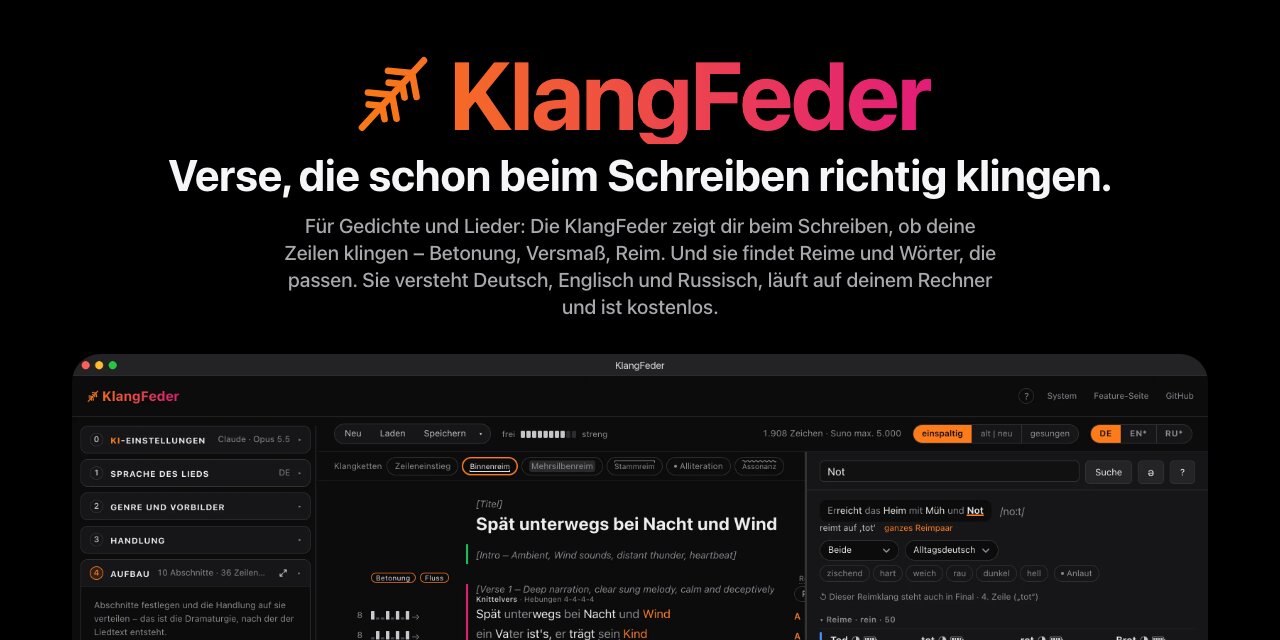 KlangFeder
Verse, die schon beim Schreiben richtig klingen.
Für Gedichte und Lieder: Die KlangFeder zeigt dir beim Schreiben, ob deine
Zeilen klingen – Betonung, Versmaß, Reim. Und sie findet Reime und Wörter, die
passen. Sie versteht Deutsch, Englisch und Russisch, läuft auf deinem Rechner
und ist kostenlos.
KlangFeder
KlangFeder
? System Feature-Seite GitHub
0 KI-EINSTELLUNGEN Claude · Opus 5.5
1 SPRACHE DES LIEDS DE
2 GENRE UND VORBILDER
3 HANDLUNG
4 AUFBAU 10 Abschnitte · 36 Zeilen...
Abschnitte festlegen und die Handlung auf sie
verteilen – das ist die Dramaturgie, nach der der
Liedtext entsteht.
Neu Laden Speichern
frei streng
1.908 Zeichen · Suno max. 5.000
einspaltig alt | neu gesungen
DE EN* RU*
Klangketten Zeileneinstieg Binnenreim Mehrsilbenreim Stammreim • Alliteration Assonanz
[Titel]
Spät unterwegs bei Nacht und Wind
[Intro – Ambient, Wind sounds, distant thunder, heartbeat]
Betonung Fluss
[Verse 1 – Deep narration, clear sung melody, calm and deceptively
Knittelvers · Hebungen 4-4-4-4
8 Spät unterwegs bei Nacht und Wind A
8 ein Vater ist's, er trägt sein Kind A
Not Suche ə ?
Erreicht das Heim mit Müh und Not /noːt/
reimt auf ‚tot‘ ganzes Reimpaar
Beide Alltagsdeutsch
zischend hart weich rau dunkel hell • Anlaut
Dieser Reimklang steht auch in Final · 4. Zeile („tot“)
Reime · rein · 50
Tod tot rot Brot